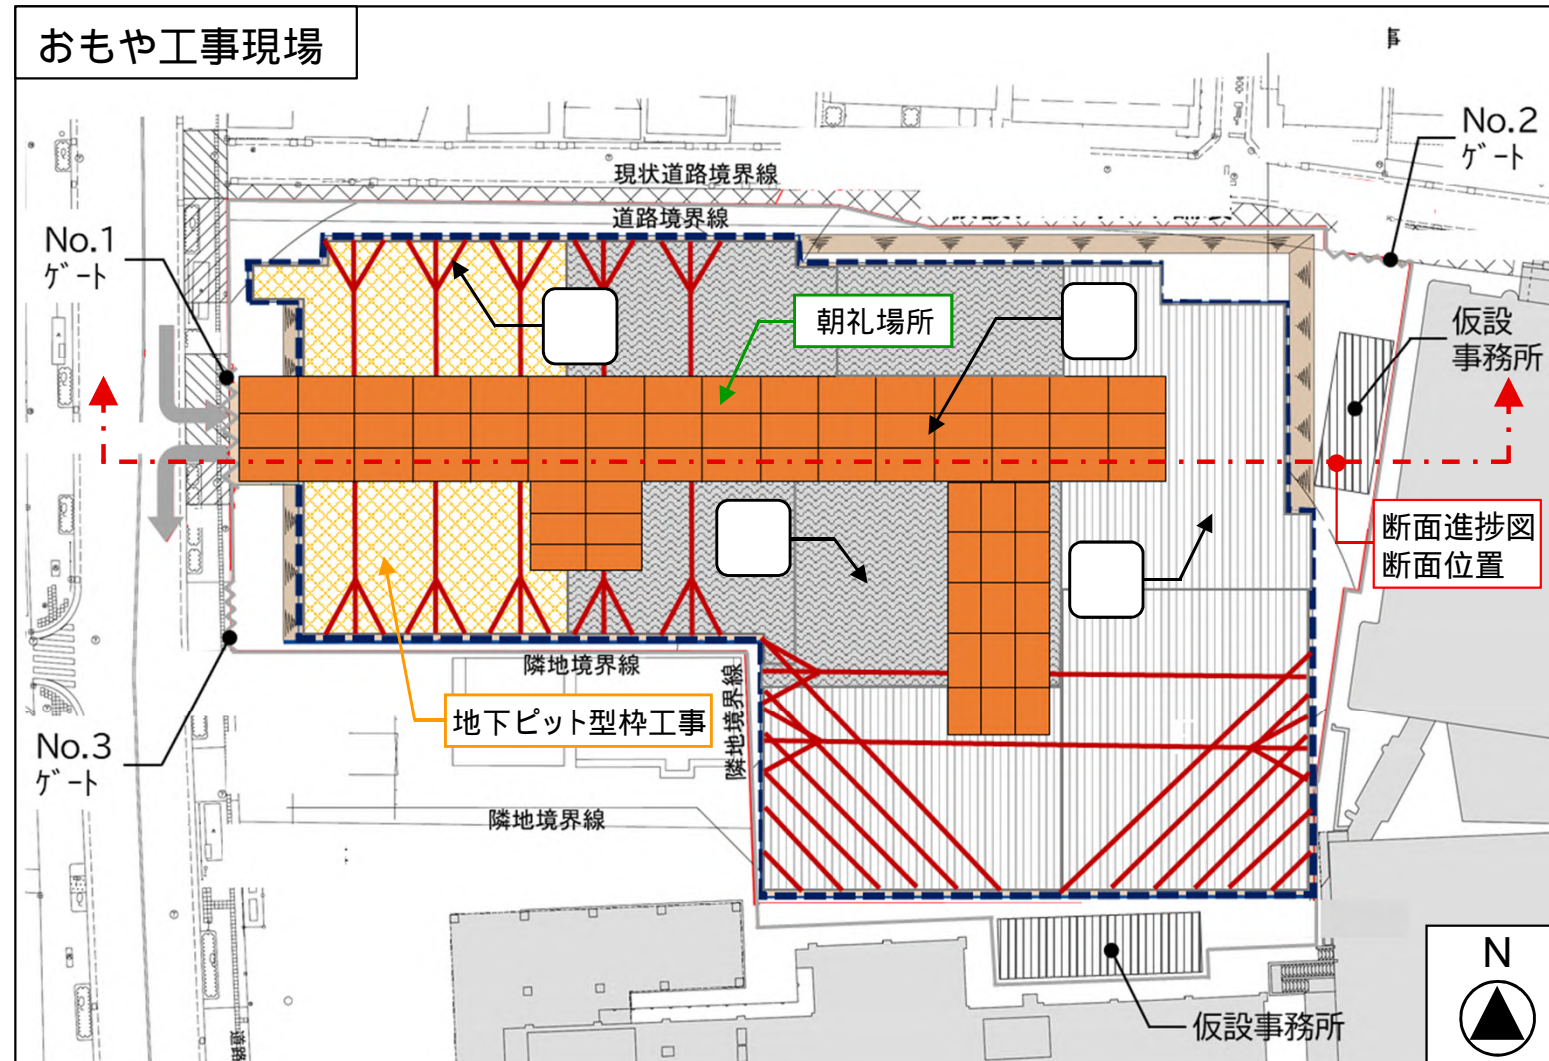 おもや工事現場
事
No.2
ゲート
現状道路境界線
道路境界線
No.1
ゲート
朝礼場所
仮設
事務所
断面進捗図
断面位置
隣地境界線
隣地境界線
地下ピット型枠工事
No.3
ゲート
隣地境界線
N
仮設事務所
道路